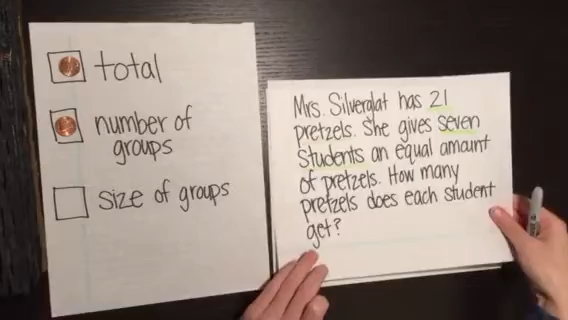 total
number of
groups
size of groups
Mrs. Silverglat has 21
pretzels. She gives seven
students an equal amount
of pretzels. How many
pretzels does each student
get?